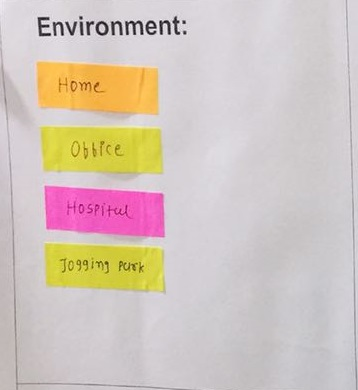 Environment:
Home
Office
Hospital
Jogging Park